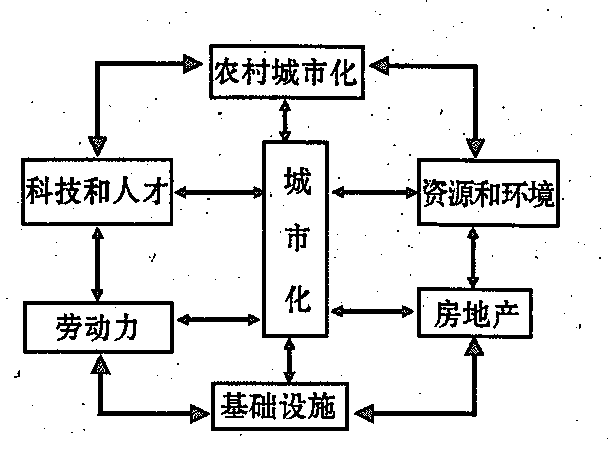 农村城市化
科技和人才
城市化
资源和环境
劳动力
房地产
基础设施